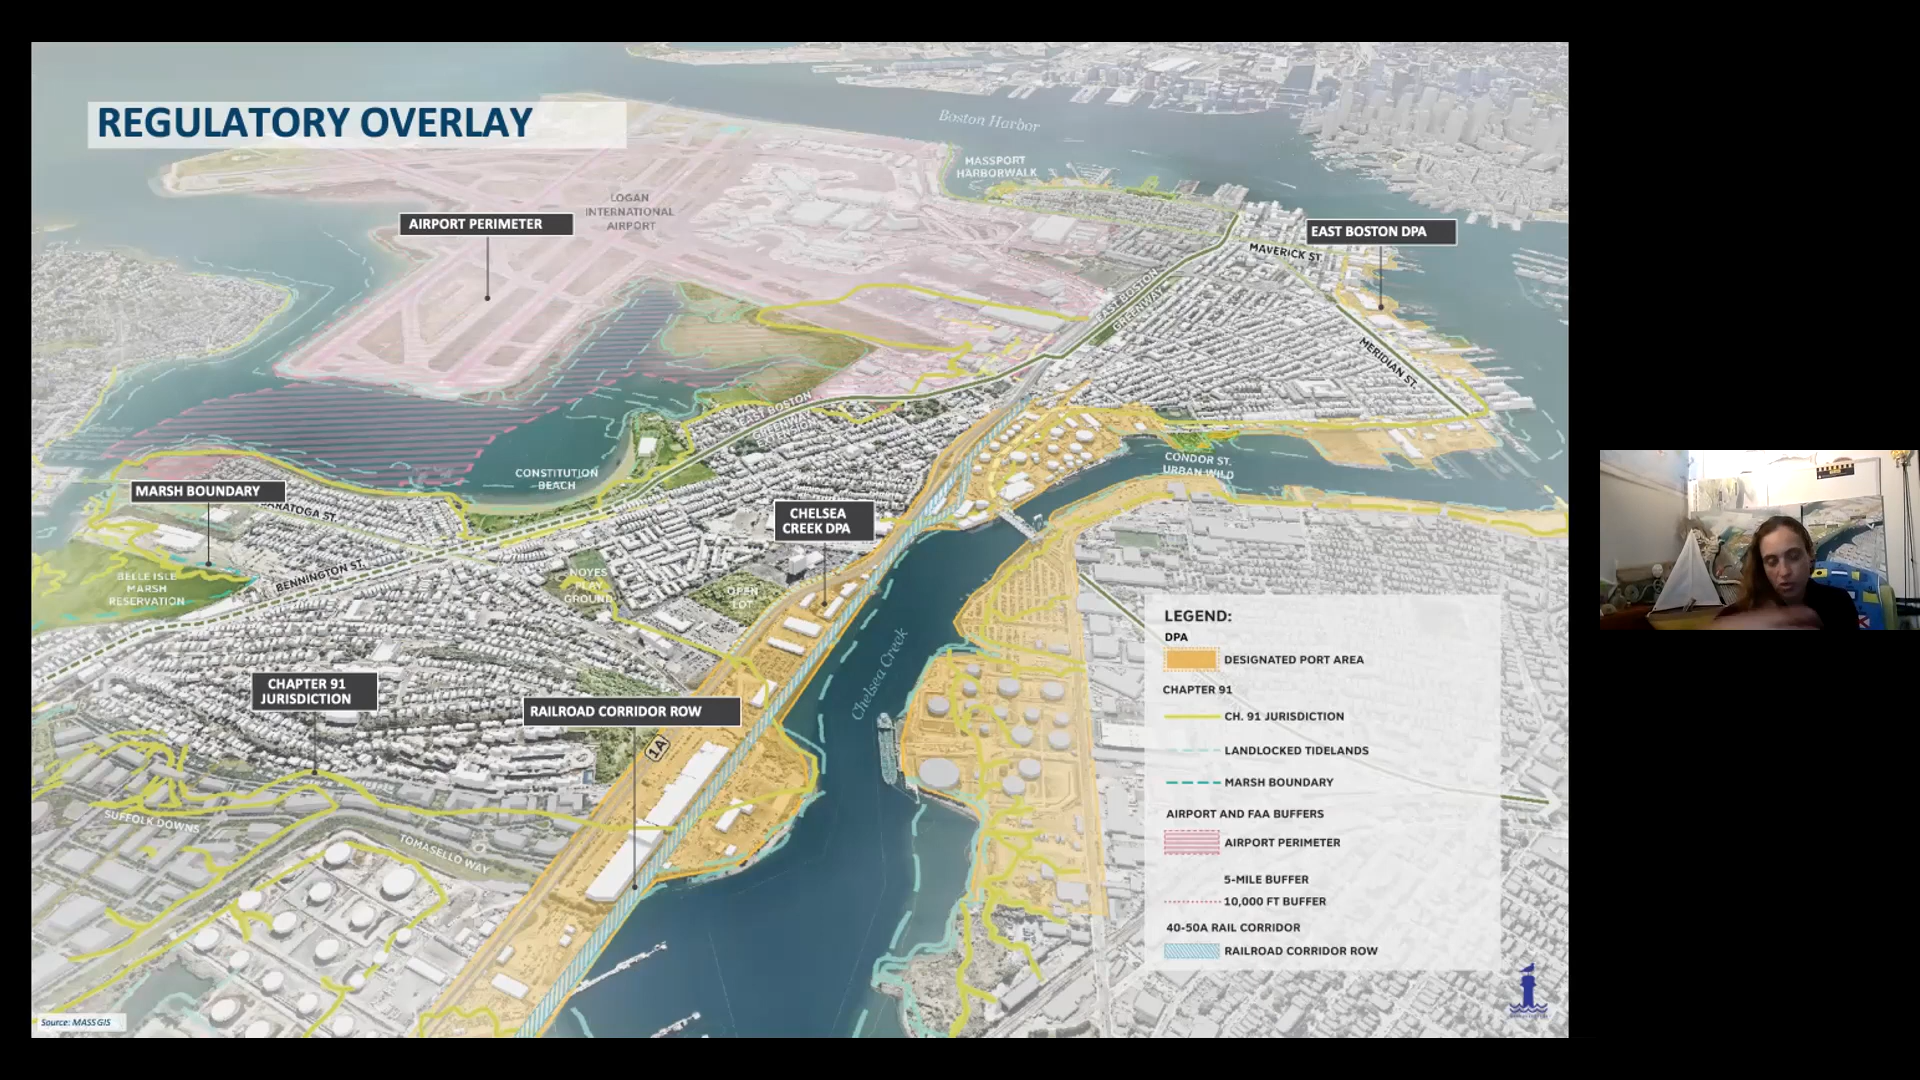 REGULATORY OVERLAY
Boston Harbor
MASSPORT
HARBORWALK
LOGAN
INTERNATIONAL
AIRPORT
AIRPORT PERIMETER
EAST BOSTON DPA
MAVERICK ST.
EAST BOSTON
GREENWAY
MERIDIAN ST.
EAST BOSTON
GREENWAY
CONSTITUTION
BEACH
CONDOR ST.
URBAN WILD
MARSH BOUNDARY
CHELSEA
CREEK DPA
BENNINGTON ST.
BELLE ISLE
MARSH
RESERVATION
NOYES
PLAY
GROUND
OPEN
LOT
Chelsea Creek
CHAPTER 91
JURISDICTION
RAILROAD CORRIDOR ROW
1A
SUFFOLK DOWNS
TOMASELLO WAY
LEGEND:
DPA
DESIGNATED PORT AREA
CHAPTER 91
CH. 91 JURISDICTION
LANDLOCKED TIDELANDS
MARSH BOUNDARY
AIRPORT AND FAA BUFFERS
AIRPORT PERIMETER
5-MILE BUFFER
10,000 FT BUFFER
40-50A RAIL CORRIDOR
RAILROAD CORRIDOR ROW
Source: MASSGIS